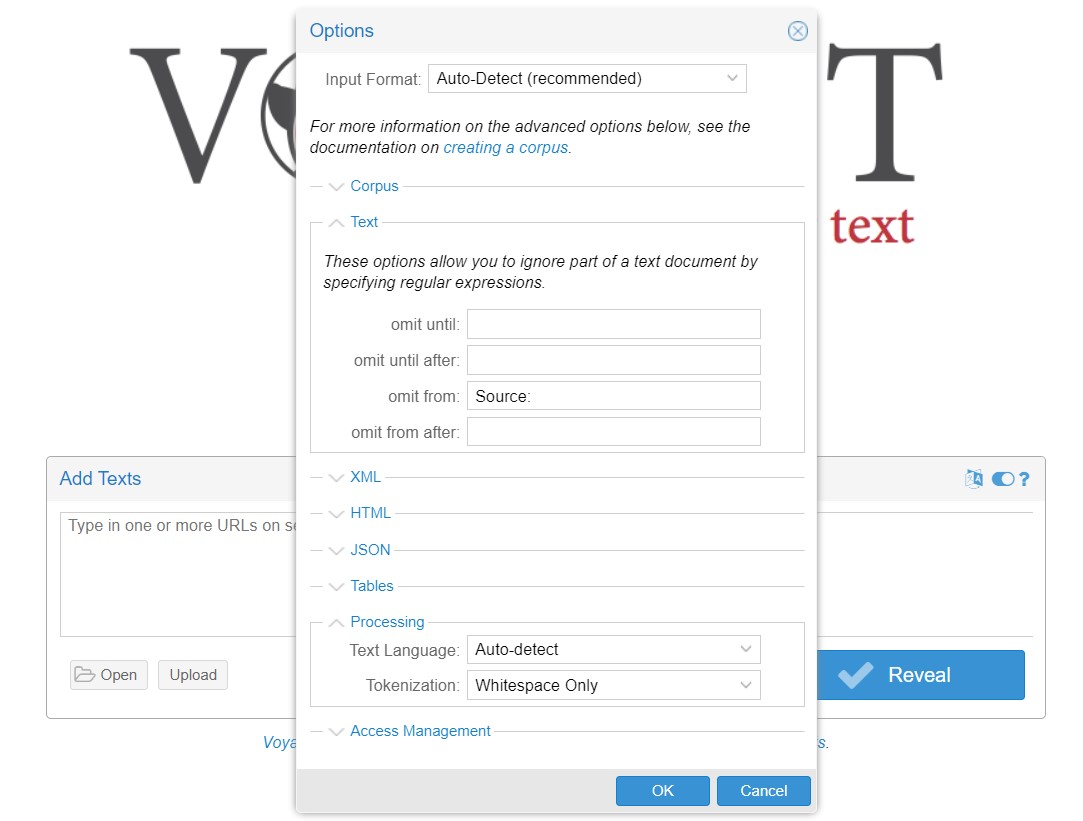 Options
Input Format: Auto-Detect (recommended)
For more information on the advanced options below, see the
documentation on creating a corpus.
Corpus
Text
text
These options allow you to ignore part of a text document by
specifying regular expressions.
omit until:
omit until after:
omit from: Source:
omit from after:
XML
Add Texts
?
HTML
Type in one or more URLs on
JSON
Tables
Processing
Text Language: Auto-detect
Open
Upload
Tokenization: Whitespace Only
Reveal
Access Management
OK
Cancel